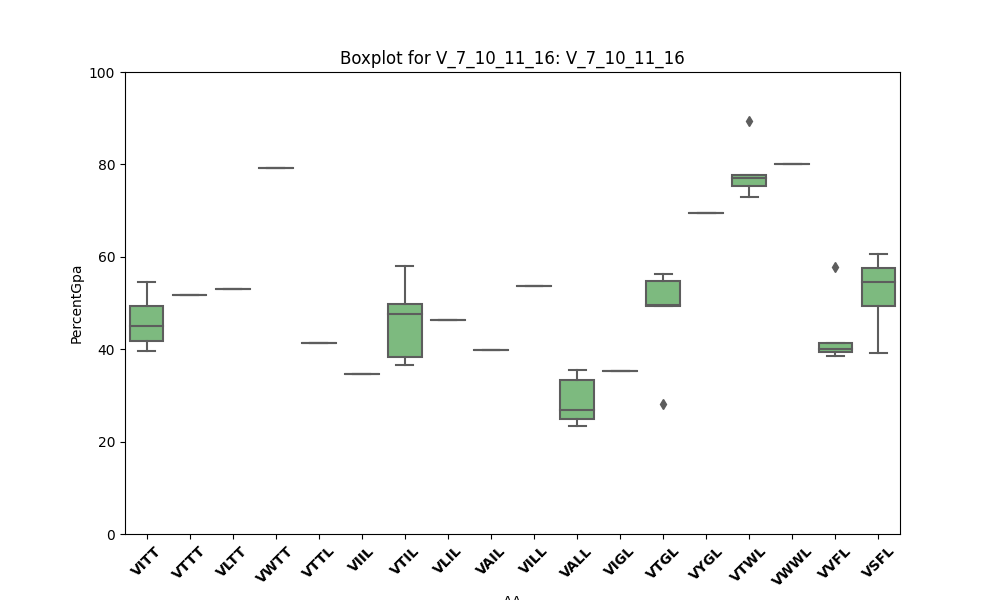 Boxplot for V_7_10_11_16: V_7_10_11_16
PercentGpa
100
80
60
40
20
0
VITT VTTT VLTT VWTT VTTL VIIL VTIL VLIL VAIL VILL VALL VIGL VTGL VYGL VTWL VWWL VVFL VSFL
AA